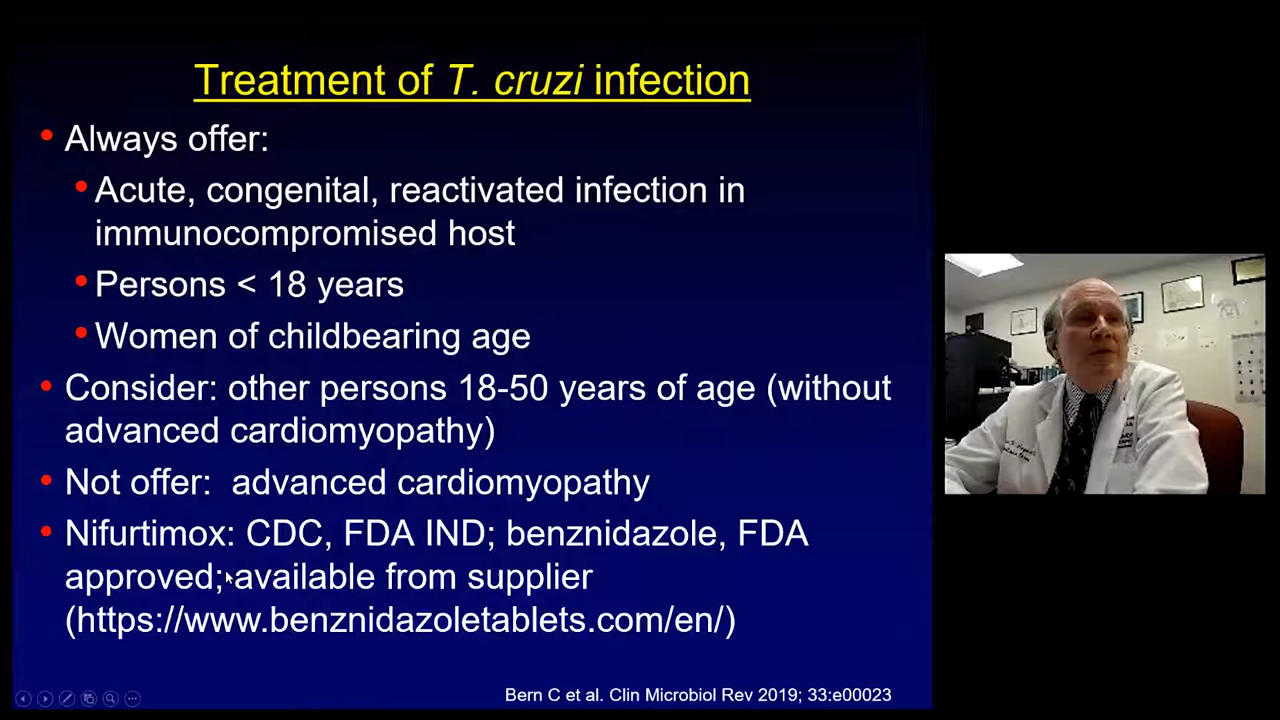 Treatment of T. cruzi infection
• Always offer:
• Acute, congenital, reactivated infection in
immunocompromised host
• Persons < 18 years
• Women of childbearing age
• Consider: other persons 18-50 years of age (without
advanced cardiomyopathy)
• Not offer:  advanced cardiomyopathy
• Nifurtimox: CDC, FDA IND; benznidazole, FDA
approved; available from supplier
(https://www.benznidazoletablets.com/en/)
Bern C et al. Clin Microbiol Rev 2019; 33:e00023